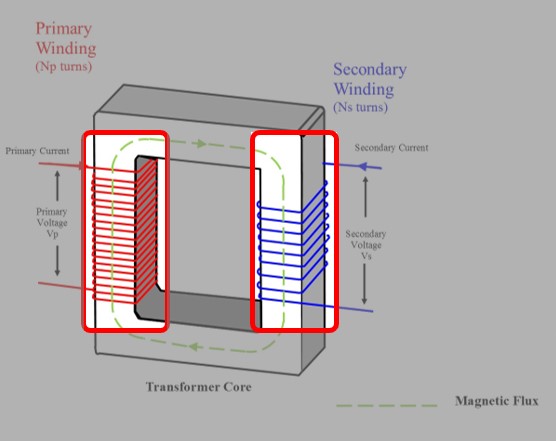 Primary
Winding
(Np turns)
Secondary
Winding
(Ns turns)
Primary Current
Secondary Current
Primary
Voltage
Vp
Secondary
Voltage
Vs
Transformer Core
Magnetic Flux